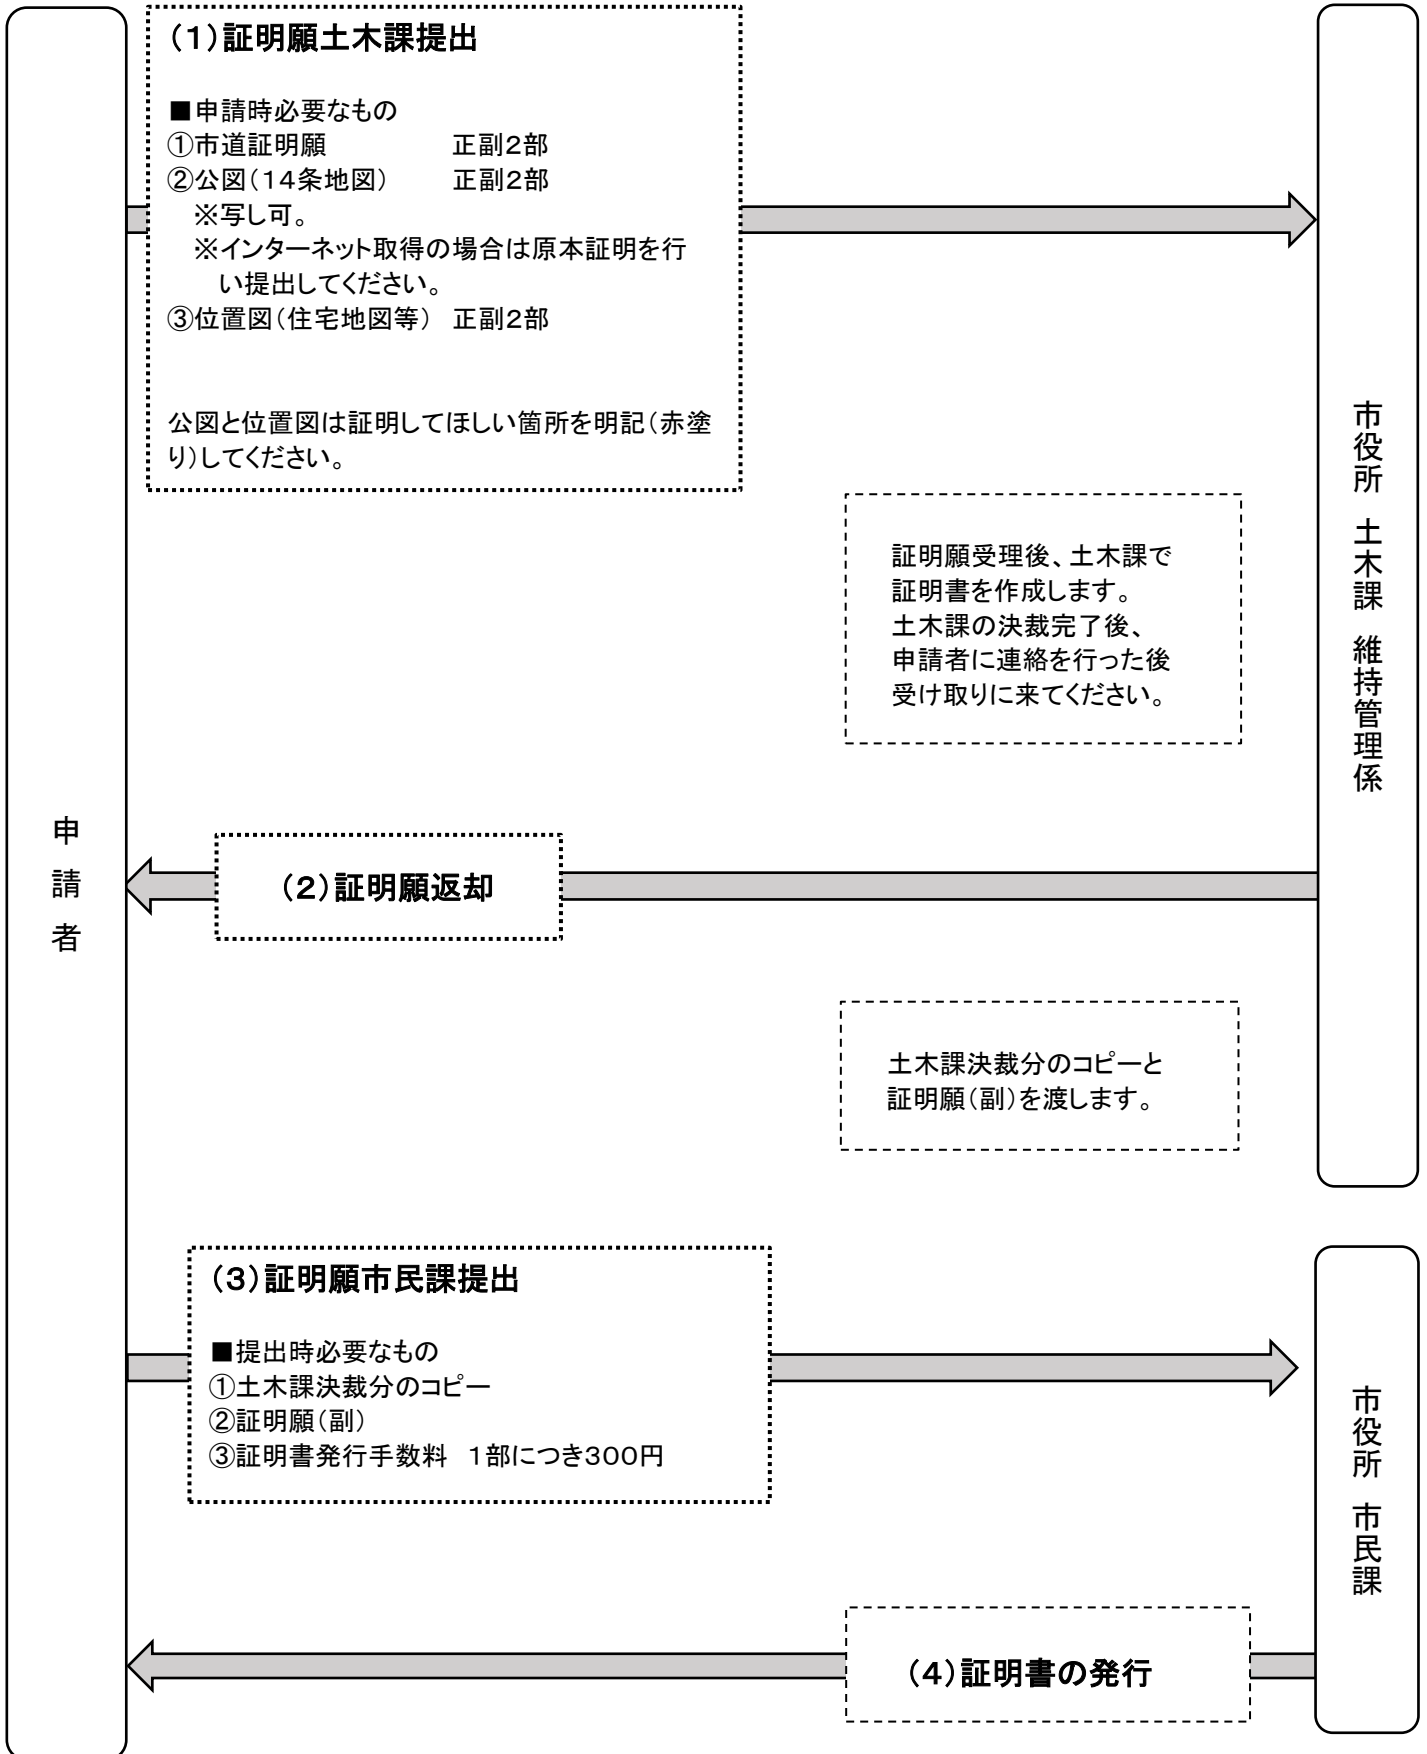 (1)証明願土木課提出
■申請時必要なもの
①市道証明願　正副2部
②公図(14条地図)　正副2部
※写し可。
※インターネット取得の場合は原本証明を行
い提出してください。
③位置図(住宅地図等)　正副2部
公図と位置図は証明してほしい箇所を明記(赤塗
り)してください。
市役所　土木課　維持管理係
証明願受理後、土木課で
証明書を作成します。
土木課の決裁完了後、
申請者に連絡を行った後
受け取りに来てください。
申請者
(2)証明願返却
土木課決裁分のコピーと
証明願(副)を渡します。
(3)証明願市民課提出
■提出時必要なもの
①土木課決裁分のコピー
②証明願(副)
③証明書発行手数料　1部につき300円
市役所　市民課
(4)証明書の発行